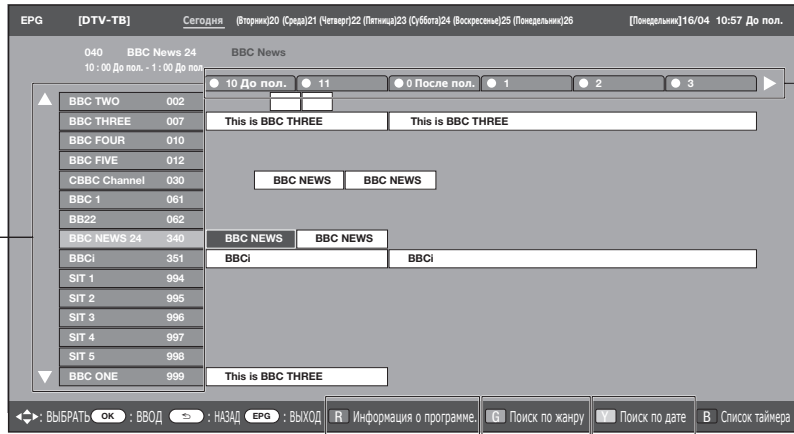 EPG [DTV-TB] Сегодня (Вторник)20 (Среда)21 (Четверг)22 (Пятница)23 (Суббота)24 (Воскресенье)25 (Понедельник)26 [Понедельник]16/04 10:57 До пол.
040 BBC News 24 BBC News
10 : 00 До пол. - 1 : 00 До пол.
10 До пол. 11 0 После пол. 1 2 3
BBC TWO 002
BBC THREE 007 This is BBC THREE This is BBC THREE
BBC FOUR 010
BBC FIVE 012
CBBC Channel 030 BBC NEWS BBC NEWS
BBC 1 061
BB22 062
BBC NEWS 24 340 BBC NEWS BBC NEWS
BBCi 351 BBCi BBCi
SIT 1 994
SIT 2 995
SIT 3 996
SIT 4 997
SIT 5 998
BBC ONE 999 This is BBC THREE
: ВЫБРАТЬ OK : ВВОД : НАЗАД EPG : ВЫХОД R Информация о программе. G Поиск по жанру Y Поиск по дате B Список таймера